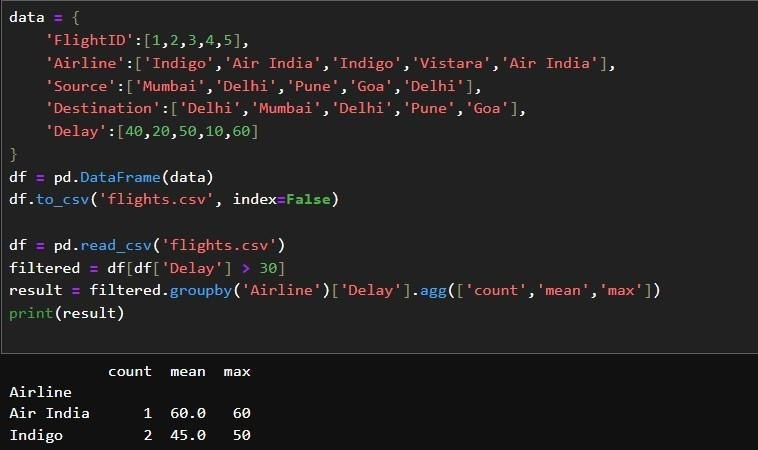 data = {
    'FlightID':[1,2,3,4,5],
    'Airline':['Indigo','Air India','Indigo','Vistara','Air India'],
    'Source':['Mumbai','Delhi','Pune','Goa','Delhi'],
    'Destination':['Delhi','Mumbai','Delhi','Pune','Goa'],
    'Delay':[40,20,50,10,60]
}
df = pd.DataFrame(data)
df.to_csv('flights.csv', index=False)

df = pd.read_csv('flights.csv')
filtered = df[df['Delay'] > 30]
result = filtered.groupby('Airline')['Delay'].agg(['count','mean','max'])
print(result)

           count  mean  max
Airline
Air India      1  60.0   60
Indigo         2  45.0   50